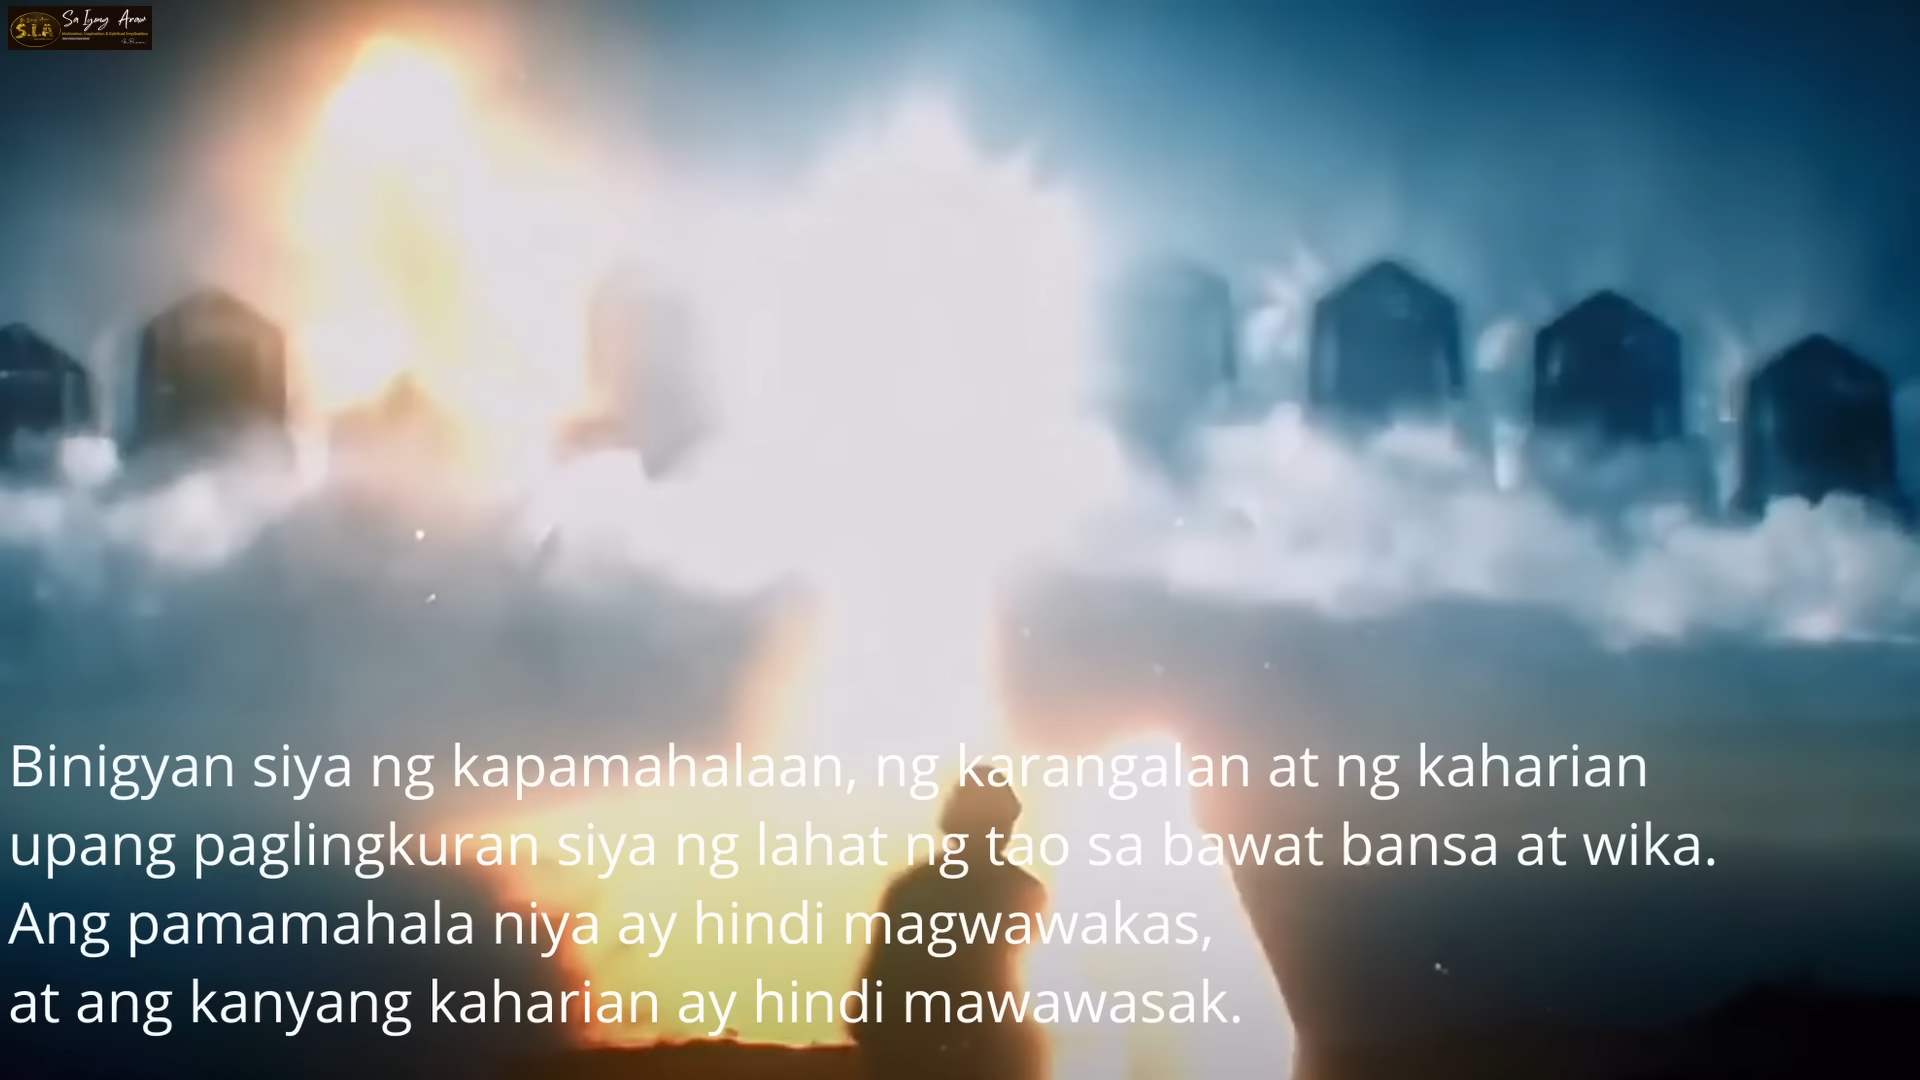 Sa Iyong Araw
S.I.A
Binigyan siya ng kapamahalaan, ng karangalan at ng kaharian
upang paglingkuran siya ng lahat ng tao sa bawat bansa at wika.
Ang pamamahala niya ay hindi magwawakas,
at ang kanyang kaharian ay hindi mawawasak.